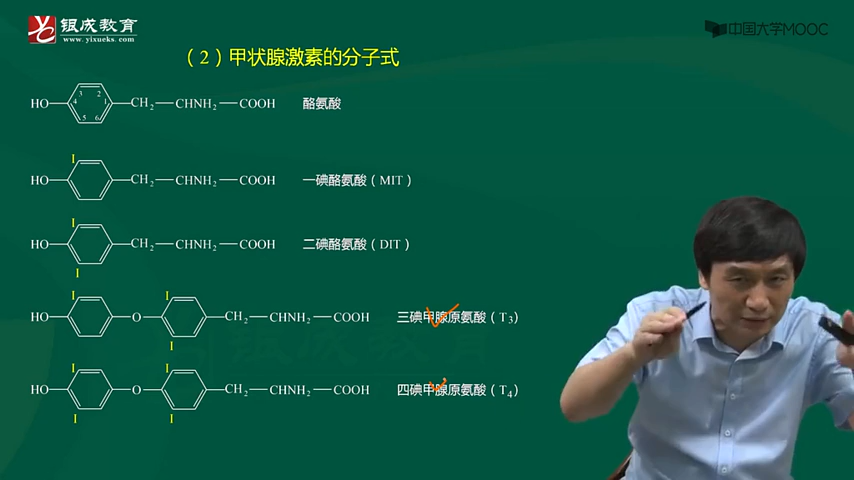 银成教育
www.yixueks.com
中国大学MOOC
（2）甲状腺激素的分子式
HO 4 3 2 1 5 6 CH2 CHNH2 COOH 酪氨酸
I
HO CH2 CHNH2 COOH 一碘酪氨酸（MIT）
I
HO CH2 CHNH2 COOH 二碘酪氨酸（DIT）
I
I I
HO O CH2 CHNH2 COOH 三碘甲腺原氨酸（T3）
I
I I
HO O CH2 CHNH2 COOH 四碘甲腺原氨酸（T4）
I I